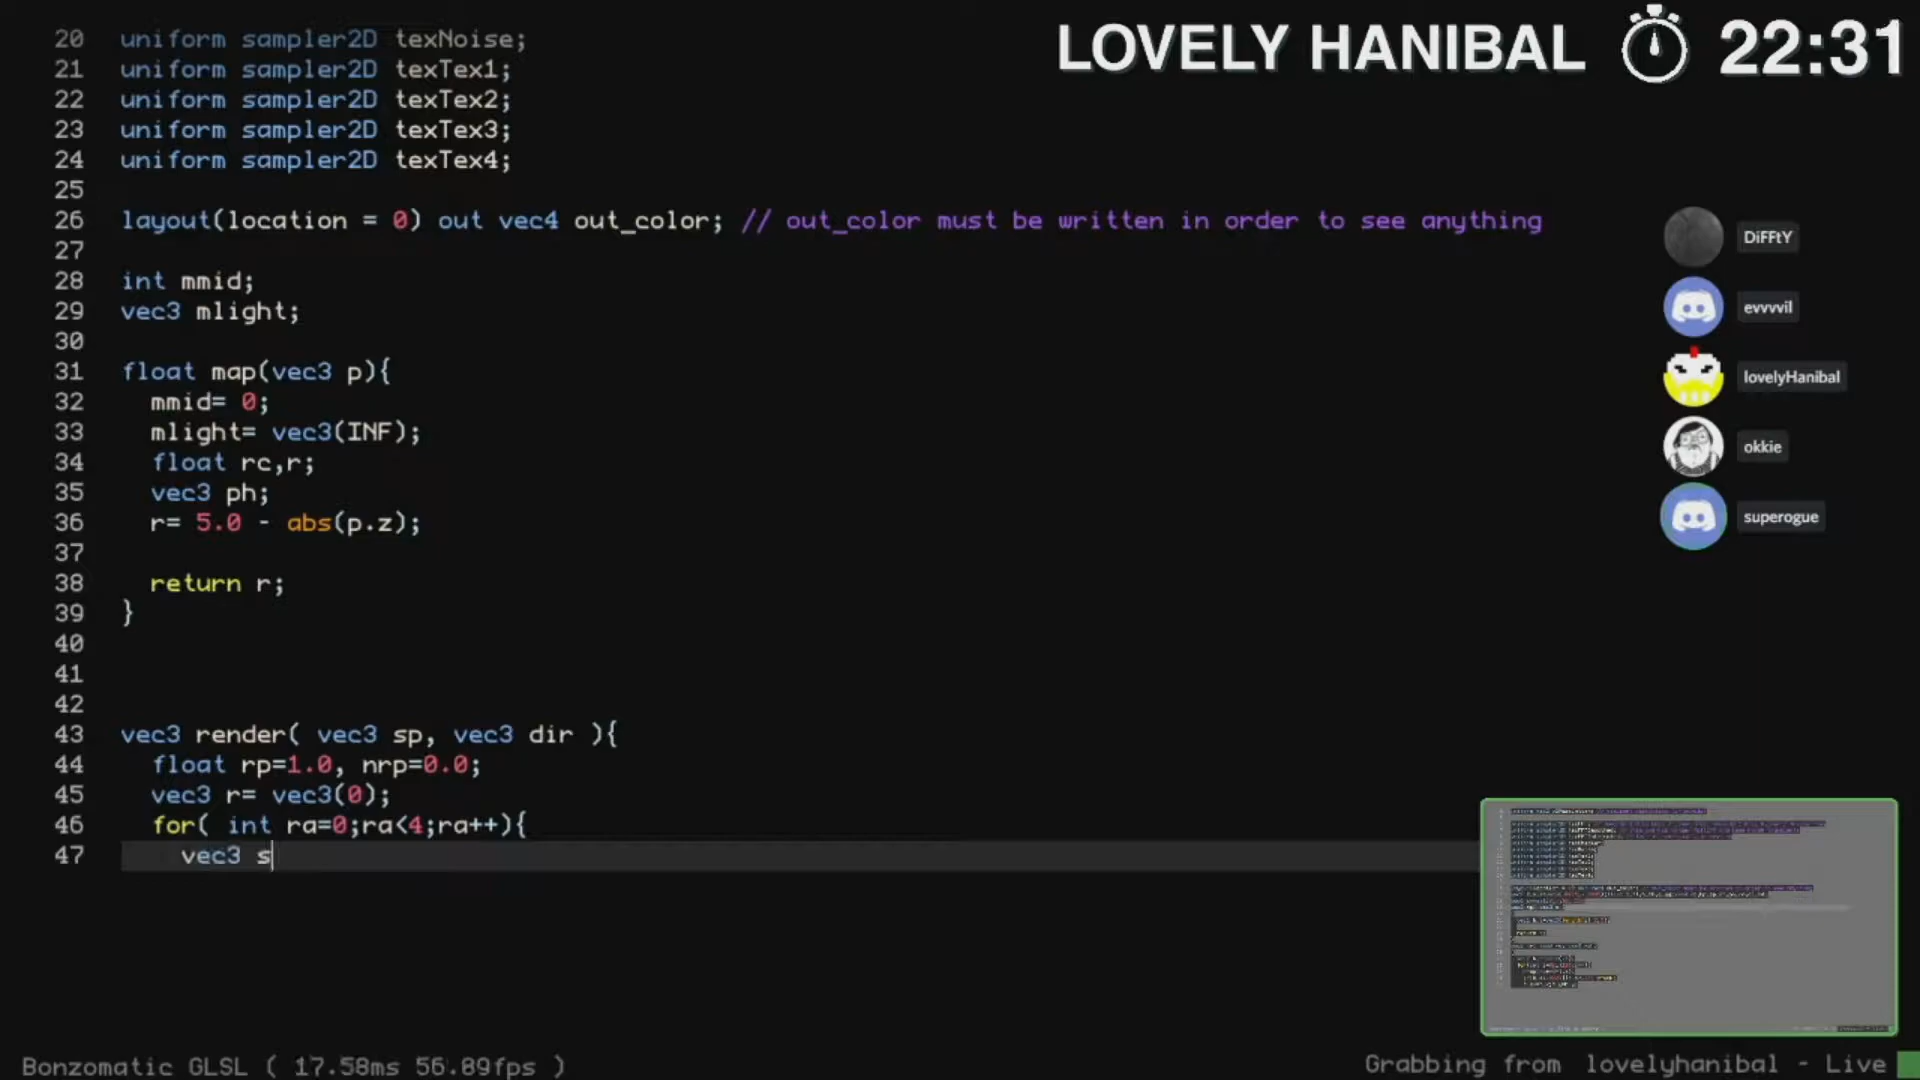 LOVELY HANIBAL 22:31
20 uniform sampler2D texNoise;
21 uniform sampler2D texTex1;
22 uniform sampler2D texTex2;
23 uniform sampler2D texTex3;
24 uniform sampler2D texTex4;
25
26 layout(location = 0) out vec4 out_color; // out_color must be written in order to see anything
27
28 int mmid;
29 vec3 mlight;
30
31 float map(vec3 p){
32 mmid= 0;
33 mlight= vec3(INF);
34 float rc,r;
35 vec3 ph;
36 r= 5.0 - abs(p.z);
37
38 return r;
39 }
40
41
42
43 vec3 render( vec3 sp, vec3 dir ){
44 float rp=1.0, nrp=0.0;
45 vec3 r= vec3(0);
46 for( int ra=0;ra<4;ra++){
47 vec3 s
DiFFtY
evvvvil
lovelyHanibal
okkie
superogue
Bonzomatic GLSL ( 17.58ms 56.89fps )
Grabbing from lovelyhanibal - Live